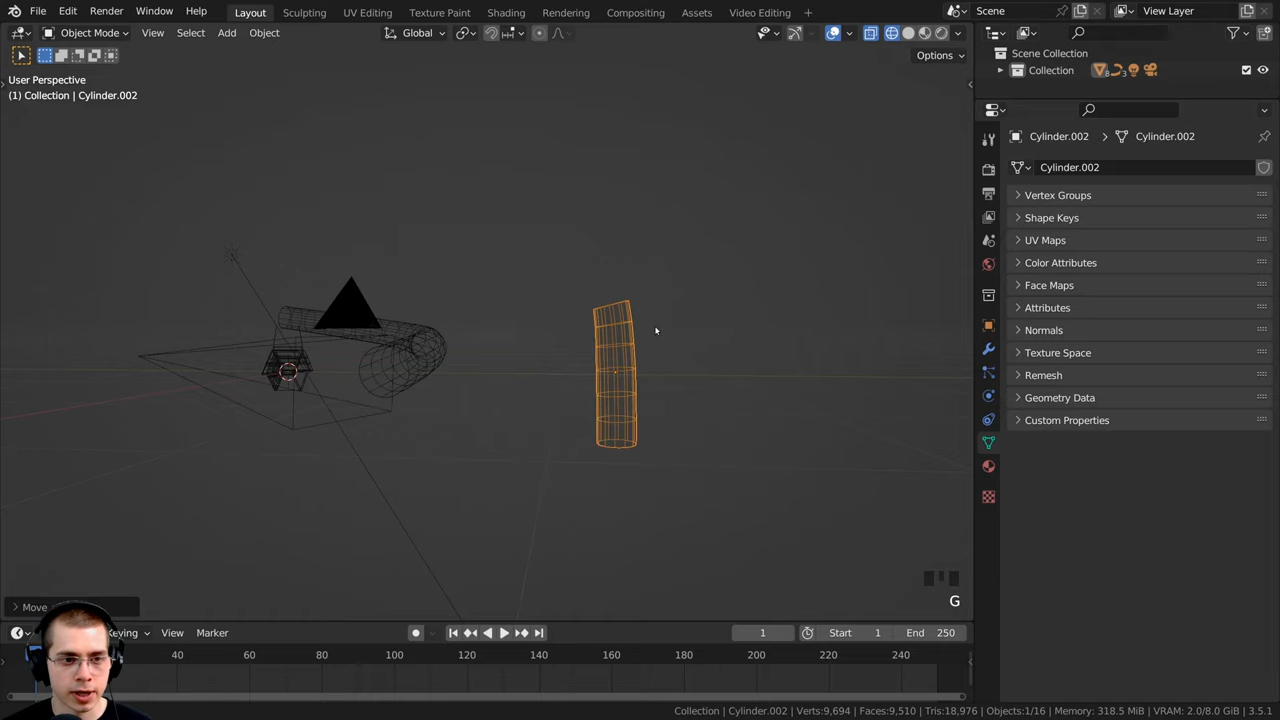 File Edit Render Window Help Layout Sculpting UV Editing Texture Paint Shading Rendering Compositing Assets Video Editing + Scene View Layer
Object Mode View Select Add Object Global
Options
User Perspective
(1) Collection | Cylinder.002
Scene Collection
Collection 8 3
Cylinder.002 > Cylinder.002
Cylinder.002
Vertex Groups
Shape Keys
UV Maps
Color Attributes
Face Maps
Attributes
Normals
Texture Space
Remesh
Geometry Data
Custom Properties
G
Move
Keying View Marker 1 Start 1 End 250
40 60 80 100 120 140 160 180 200 220 240
Collection | Cylinder.002 | Verts:9,694 | Faces:9,510 | Tris:18,976 | Objects:1/16 | Memory: 318.5 MiB | VRAM: 2.0/8.0 GiB | 3.5.1